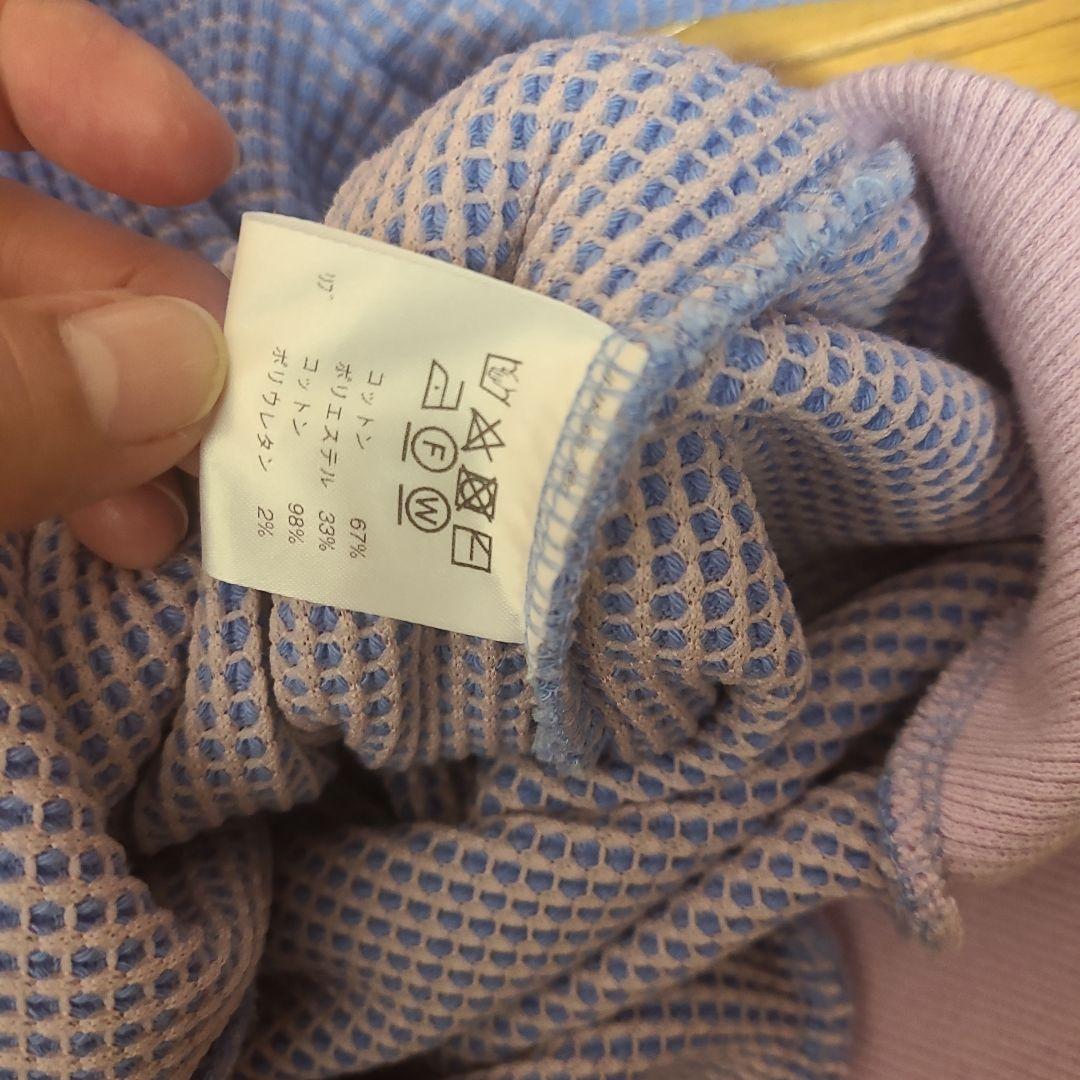 F W
コットン 67%
ポリエステル 33%
リブ コットン 98%
ポリウレタン 2%